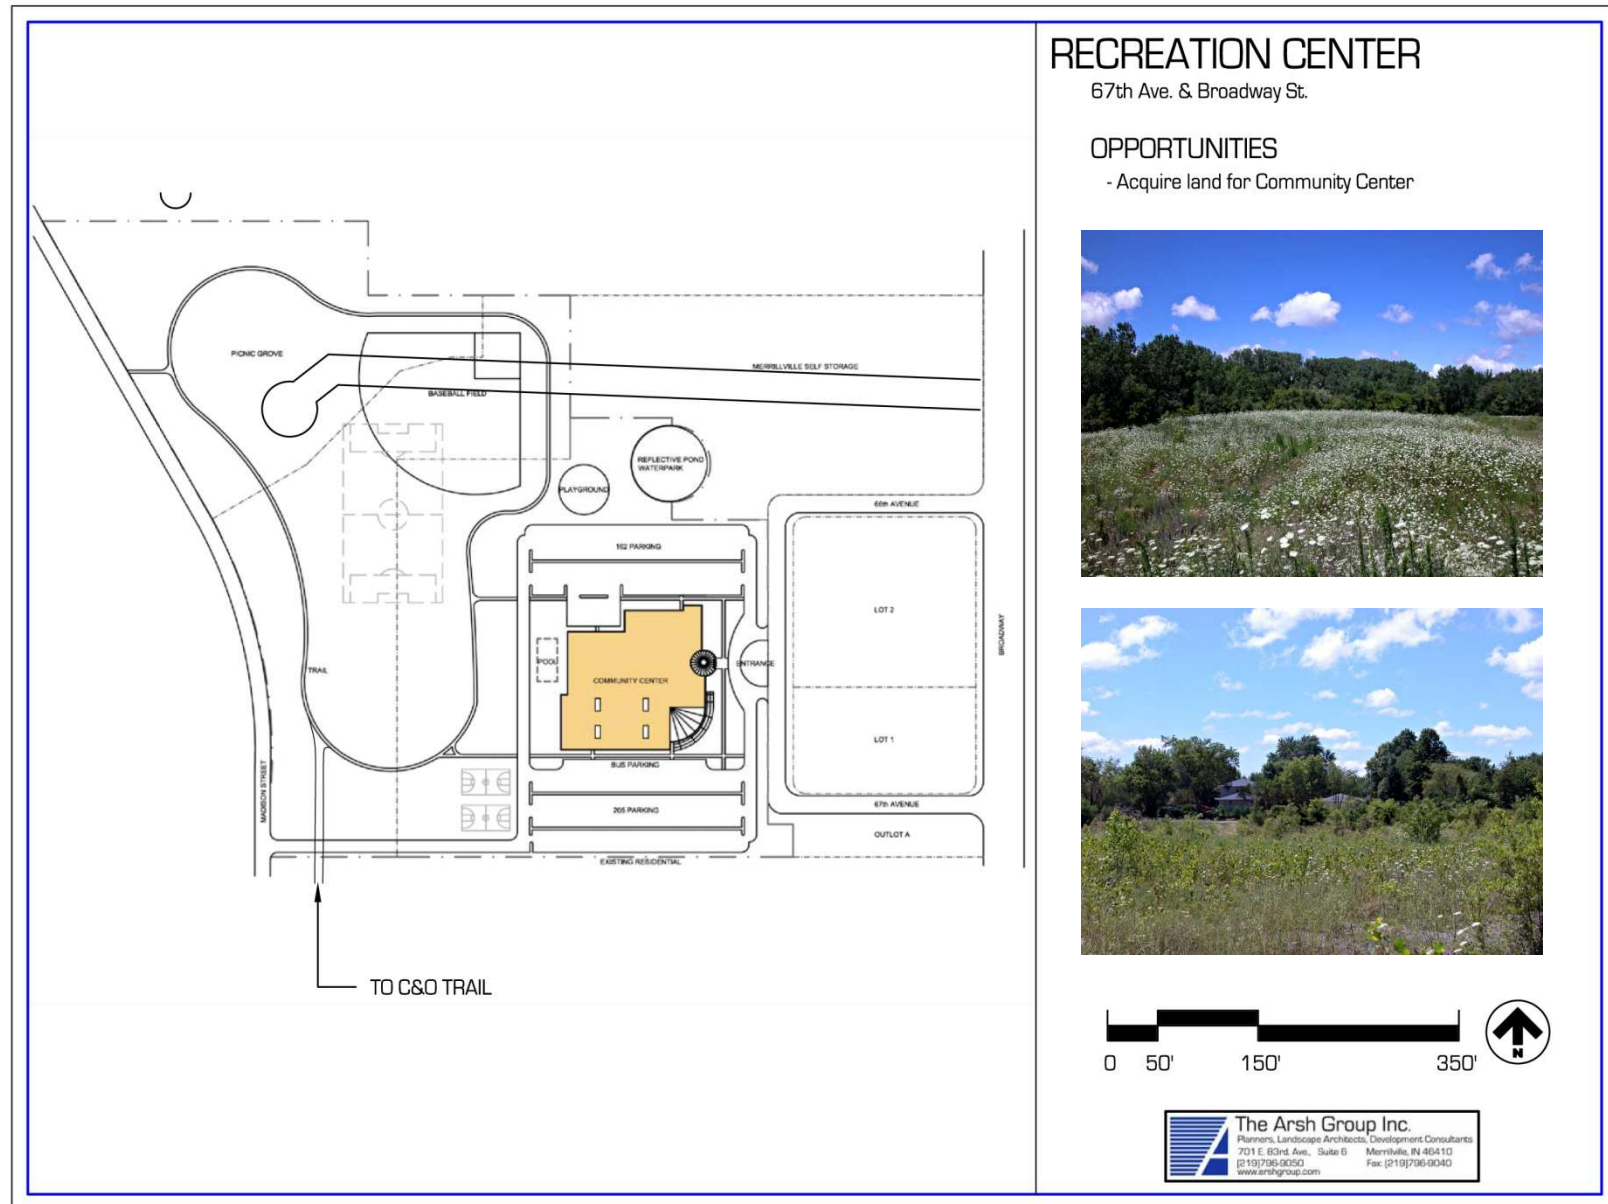 RECREATION CENTER
67th Ave. & Broadway St.
OPPORTUNITIES
- Acquire land for Community Center
PICNIC GROVE
MERRILLVILLE SELF STORAGE
BASEBALL FIELD
REFLECTIVE POND
WATERPARK
PLAYGROUND
66th AVENUE
162 PARKING
LOT 2
BROADWAY
POOL
ENTRANCE
TRAIL
COMMUNITY CENTER
LOT 1
BUS PARKING
MADISON STREET
67th AVENUE
205 PARKING
OUTLOT A
EXISTING RESIDENTIAL
TO C&O TRAIL
0 50' 150' 350'
N
The Arsh Group Inc.
Planners, Landscape Architects, Development Consultants
701 E. 83rd. Ave., Suite 6 Merrillville, IN 46410
(219)796-9050 Fax: (219)796-9040
www.arshgroup.com